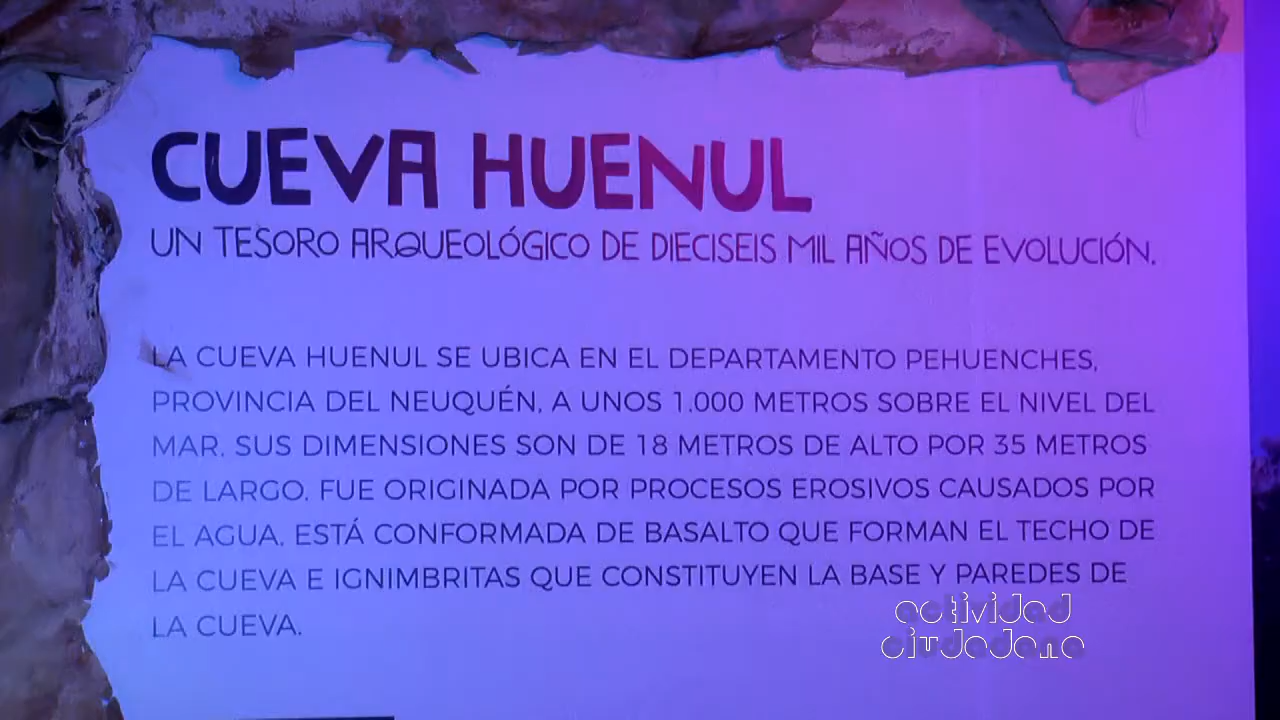 CUEVA HUENUL
UN TESORO ARQUEOLÓGICO DE DIECISEIS MIL AÑOS DE EVOLUCIÓN.
LA CUEVA HUENUL SE UBICA EN EL DEPARTAMENTO PEHUENCHES,
PROVINCIA DEL NEUQUÉN, A UNOS 1.000 METROS SOBRE EL NIVEL DEL
MAR. SUS DIMENSIONES SON DE 18 METROS DE ALTO POR 35 METROS
DE LARGO. FUE ORIGINADA POR PROCESOS EROSIVOS CAUSADOS POR
EL AGUA. ESTÁ CONFORMADA DE BASALTO QUE FORMAN EL TECHO DE
LA CUEVA E IGNIMBRITAS QUE CONSTITUYEN LA BASE Y PAREDES DE
LA CUEVA.
actividad
ciudadana